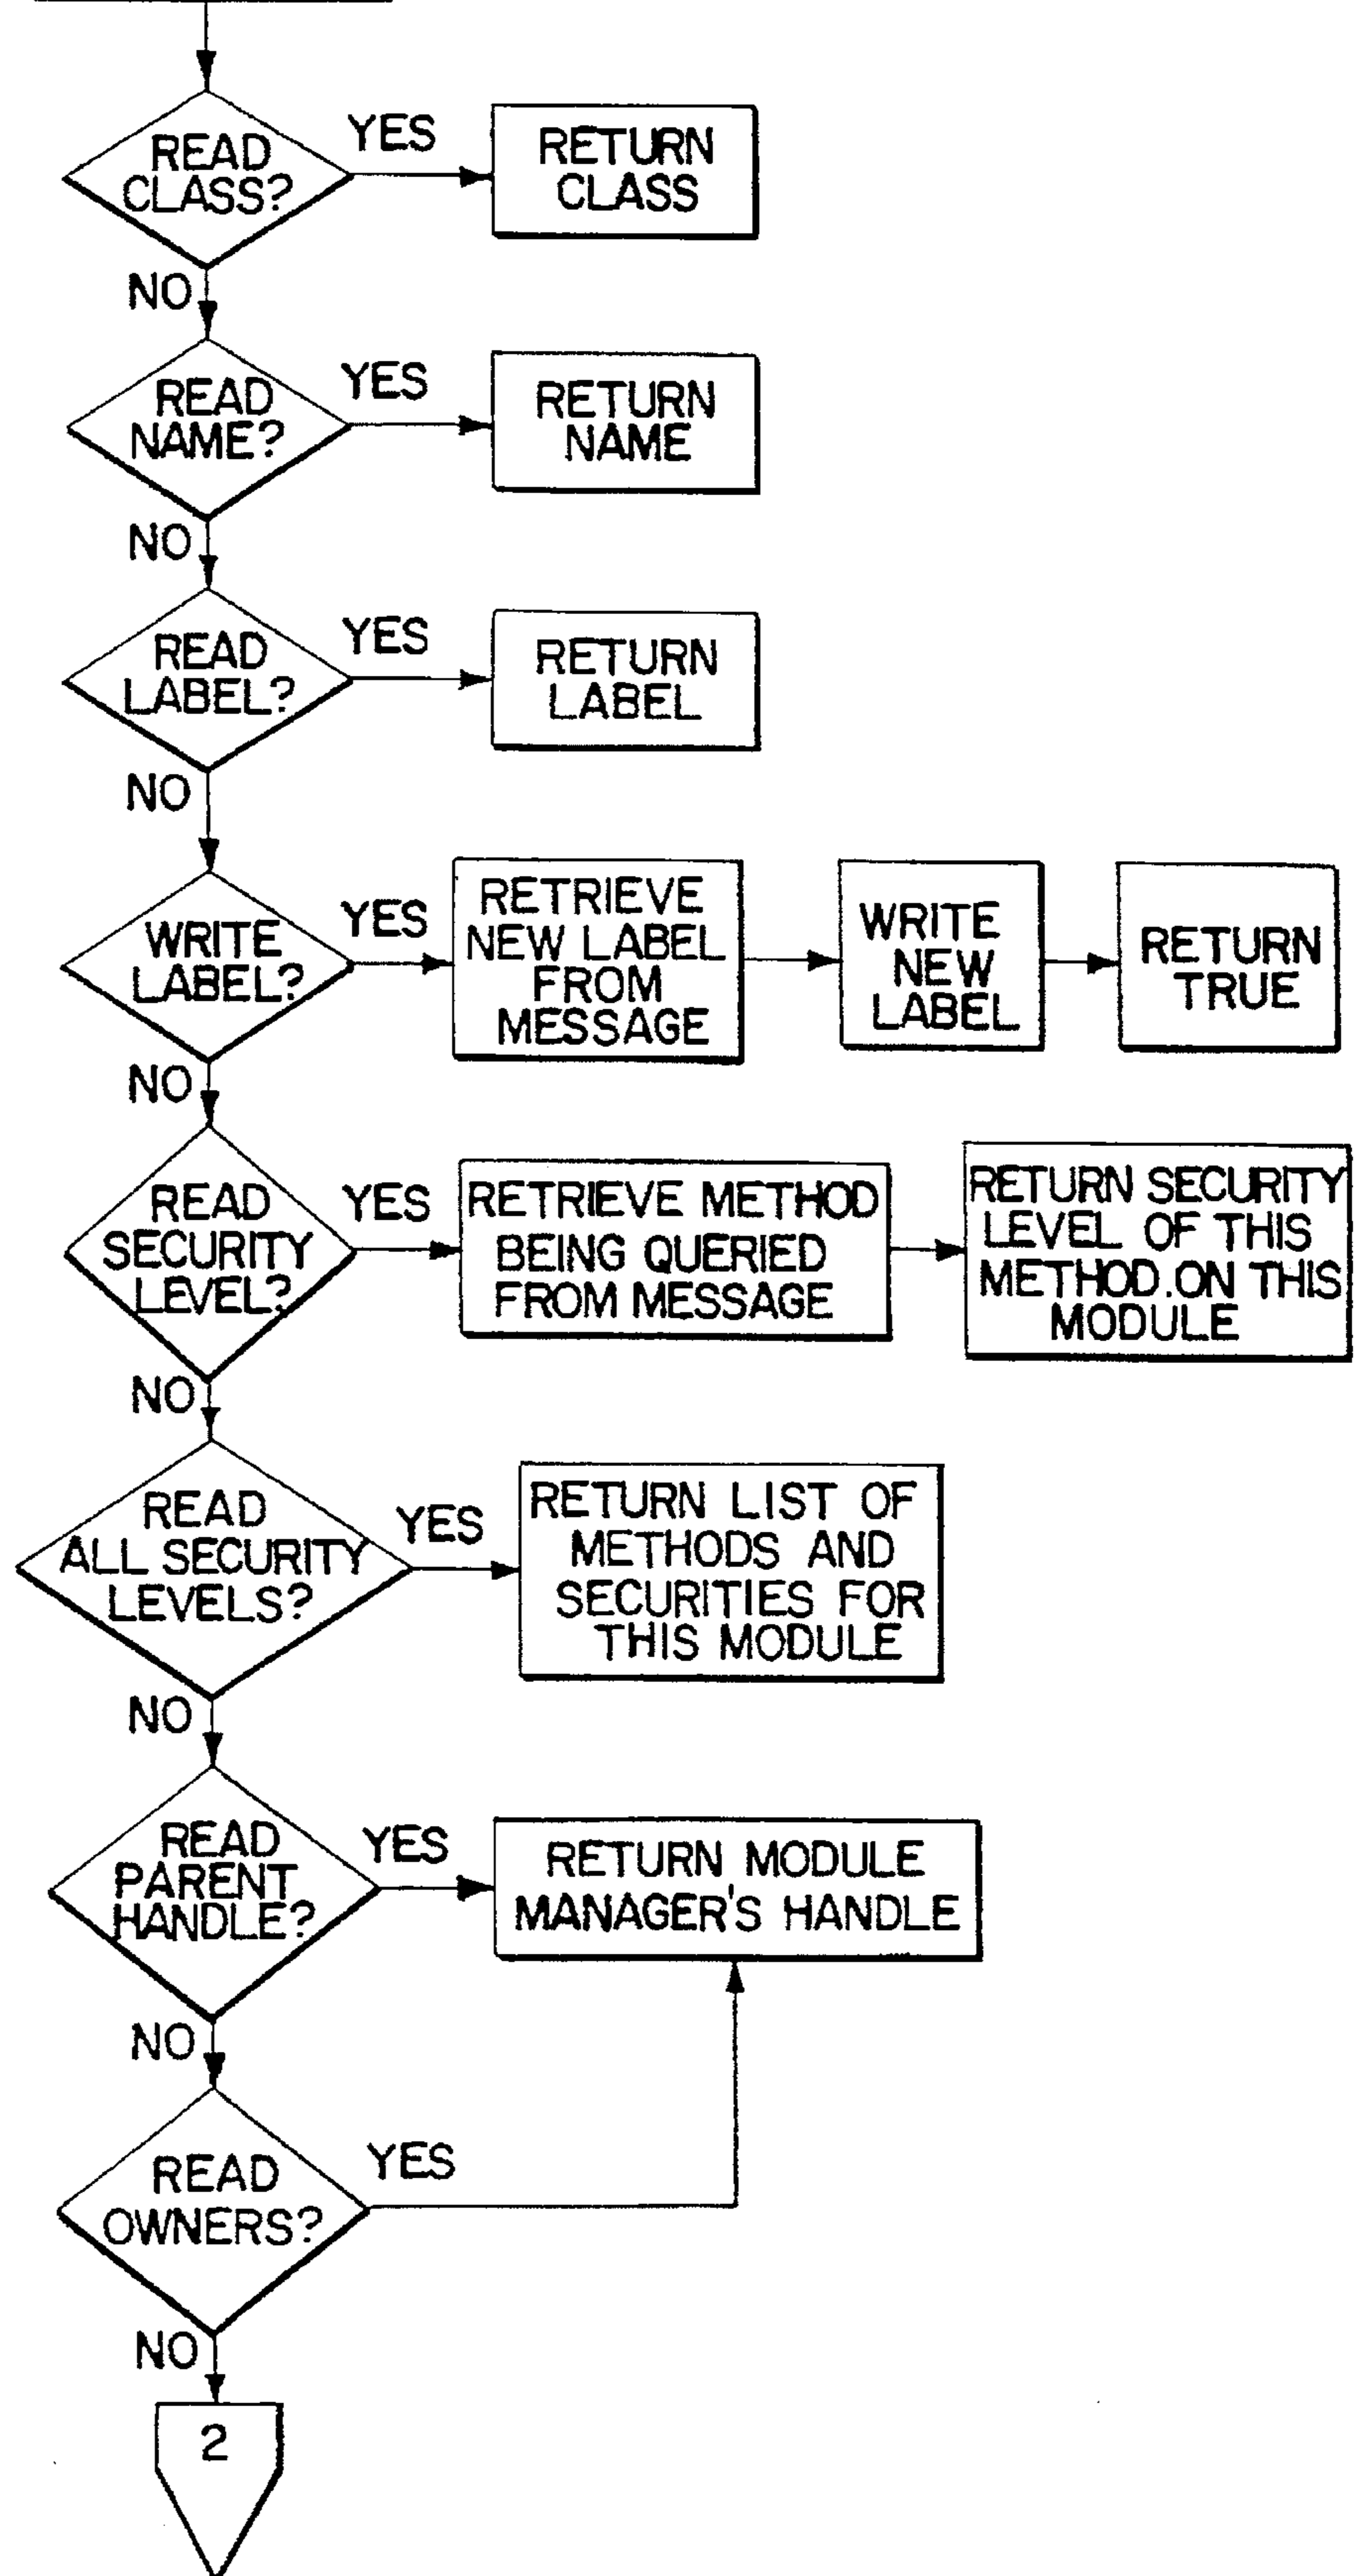 READ
CLASS?
YES
RETURN
CLASS
NO
READ
NAME?
YES
RETURN
NAME
NO
READ
LABEL?
YES
RETURN
LABEL
NO
WRITE
LABEL?
YES
RETRIEVE
NEW LABEL
FROM
MESSAGE
WRITE
NEW
LABEL
RETURN
TRUE
NO
READ
SECURITY
LEVEL?
YES
RETRIEVE METHOD
BEING QUERIED
FROM MESSAGE
RETURN SECURITY
LEVEL OF THIS
METHOD.ON THIS
MODULE
NO
READ
ALL SECURITY
LEVELS?
YES
RETURN LIST OF
METHODS AND
SECURITIES FOR
THIS MODULE
NO
READ
PARENT
HANDLE?
YES
RETURN MODULE
MANAGER'S HANDLE
NO
READ
OWNERS?
YES
NO
2